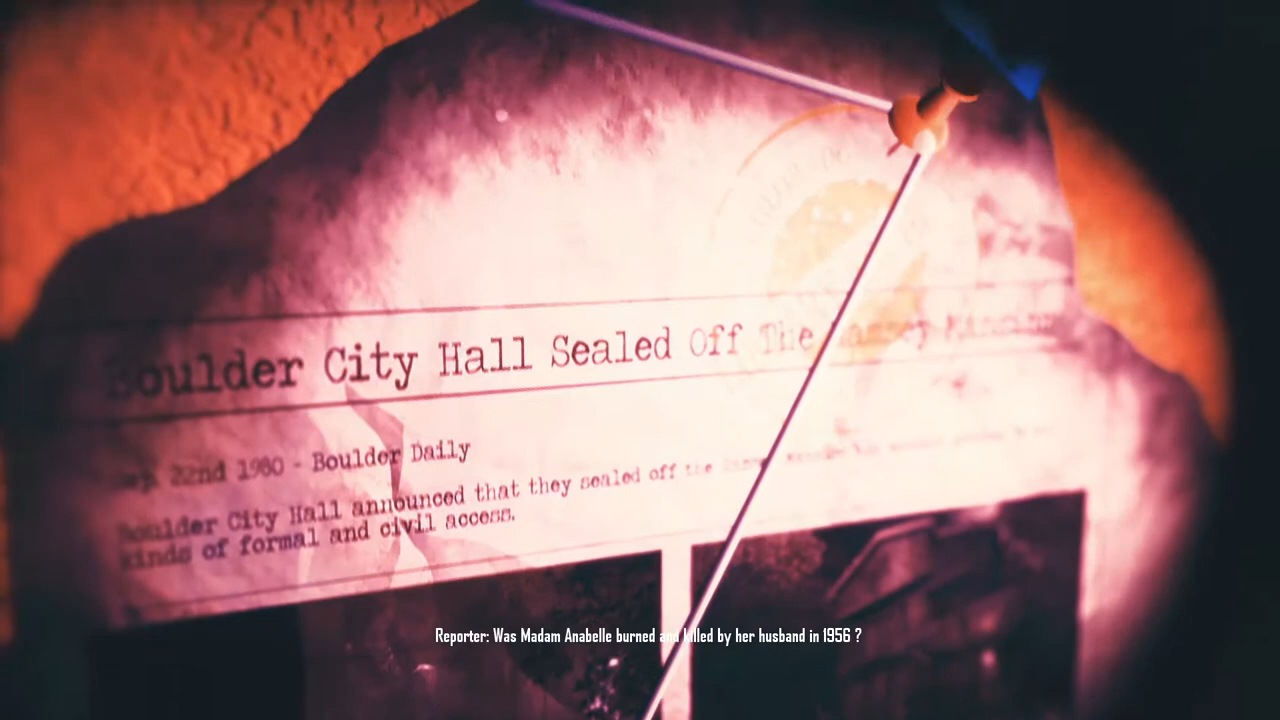 Boulder City Hall Sealed Off The
Sep. 22nd 1980 - Boulder Daily
Boulder City Hall announced that they sealed off the
kinds of formal and civil access.
Reporter: Was Madam Anabelle burned and killed by her husband in 1956 ?